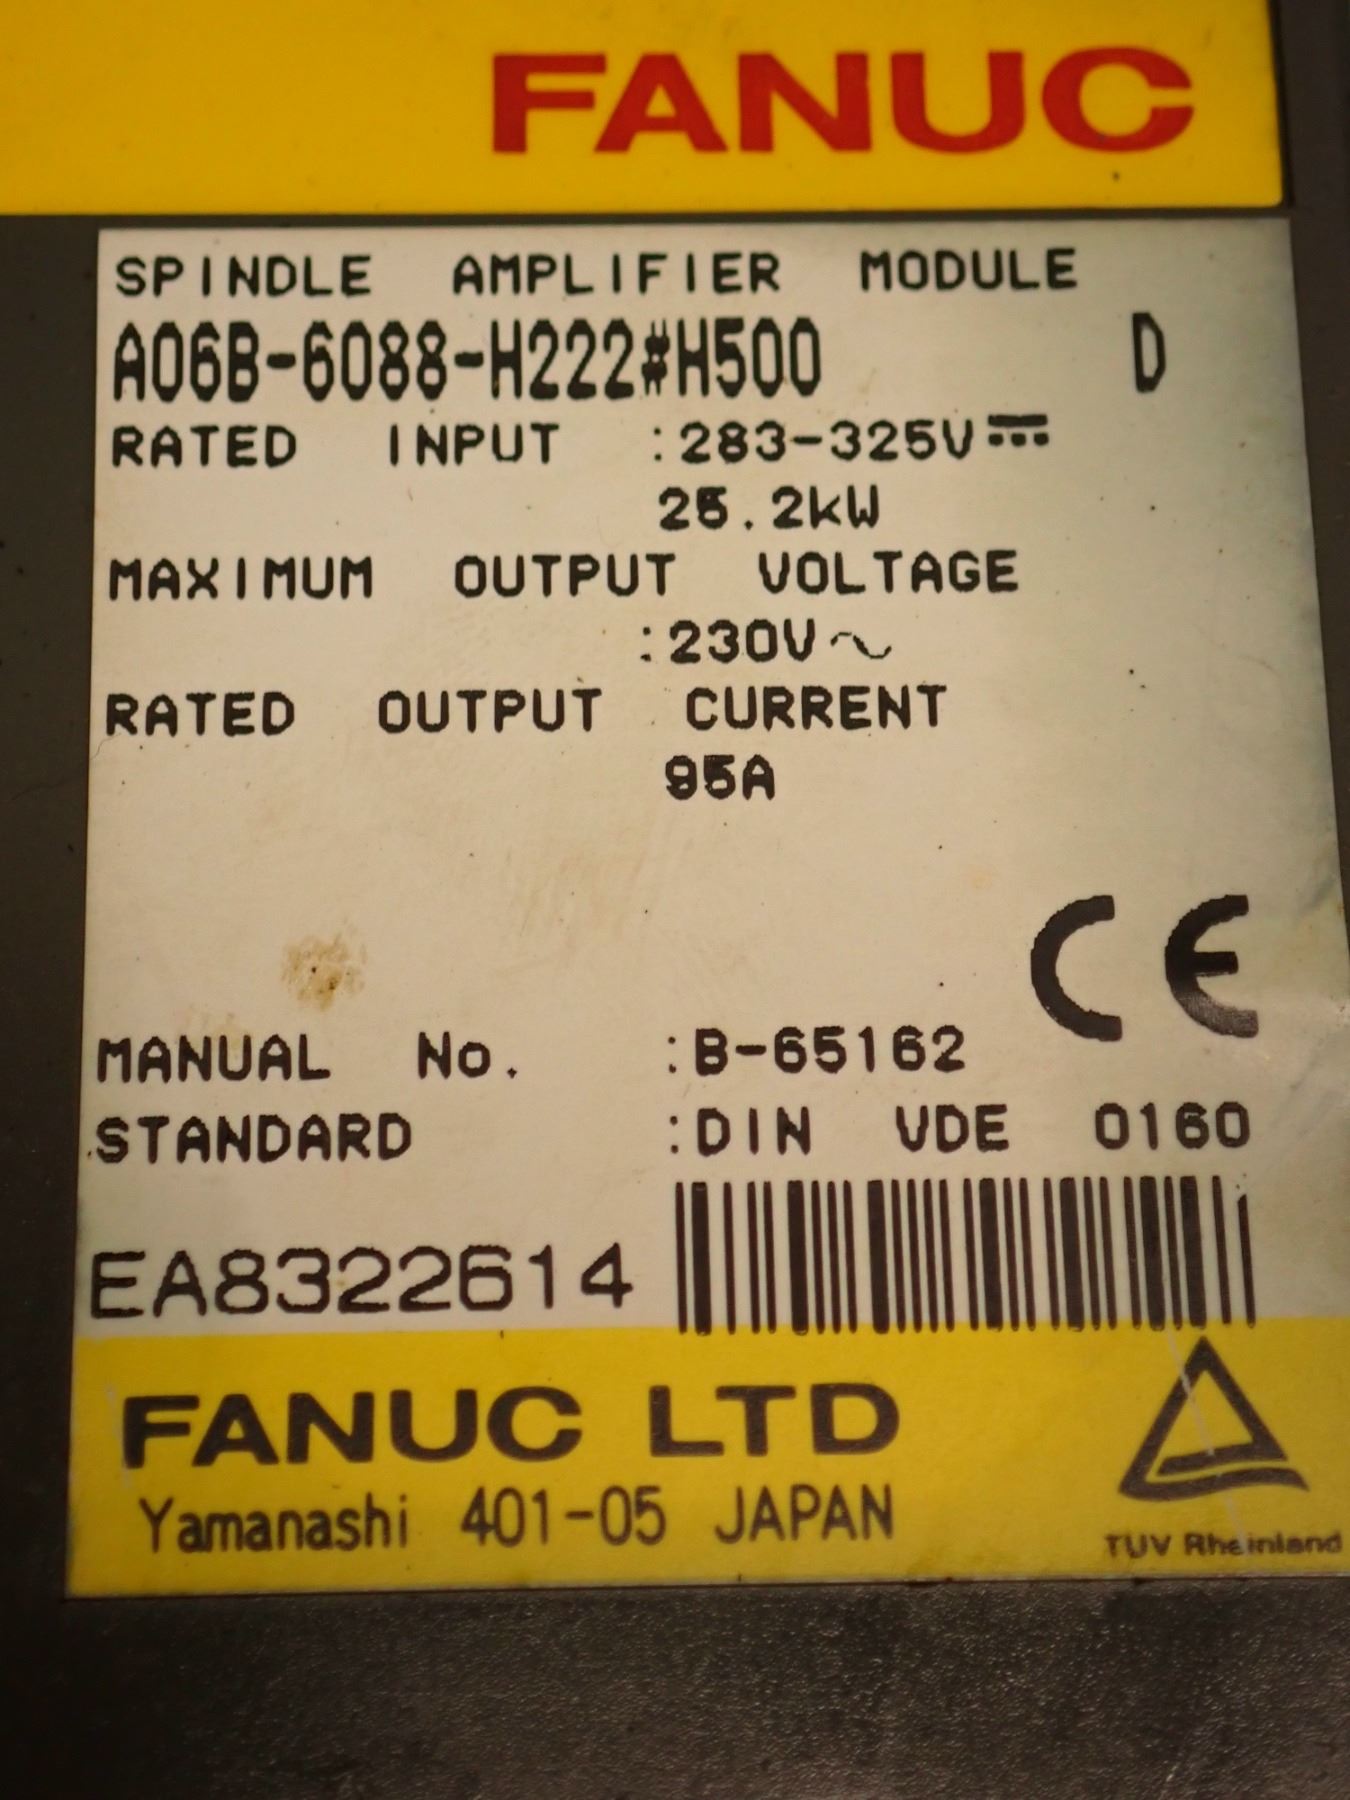 FANUC
SPINDLE AMPLIFIER MODULE
A06B-6088-H222#H500 D
RATED INPUT :283-325V⎓
25.2kW
MAXIMUM OUTPUT VOLTAGE
:230V~
RATED OUTPUT CURRENT
95A
CE
MANUAL No. :B-65162
STANDARD :DIN VDE 0160
EA8322614
FANUC LTD
Yamanashi 401-05 JAPAN
TUV Rheinland